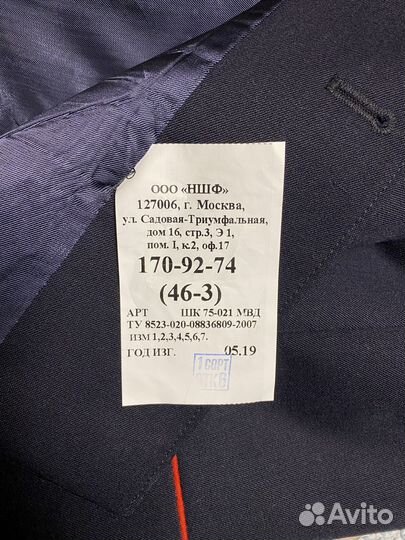 ООО «НШФ»
127006, г. Москва,
ул. Садовая-Триумфальная,
дом 16, стр.3, Э 1,
пом. I, к.2, оф.17
170-92-74
(46-3)
АРТ ШК 75-021 МВД
ТУ 8523-020-08836809-2007
ИЗМ 1,2,3,4,5,6,7.
ГОД ИЗГ. 05.19
1 СОРТ
ОТК6
Avito